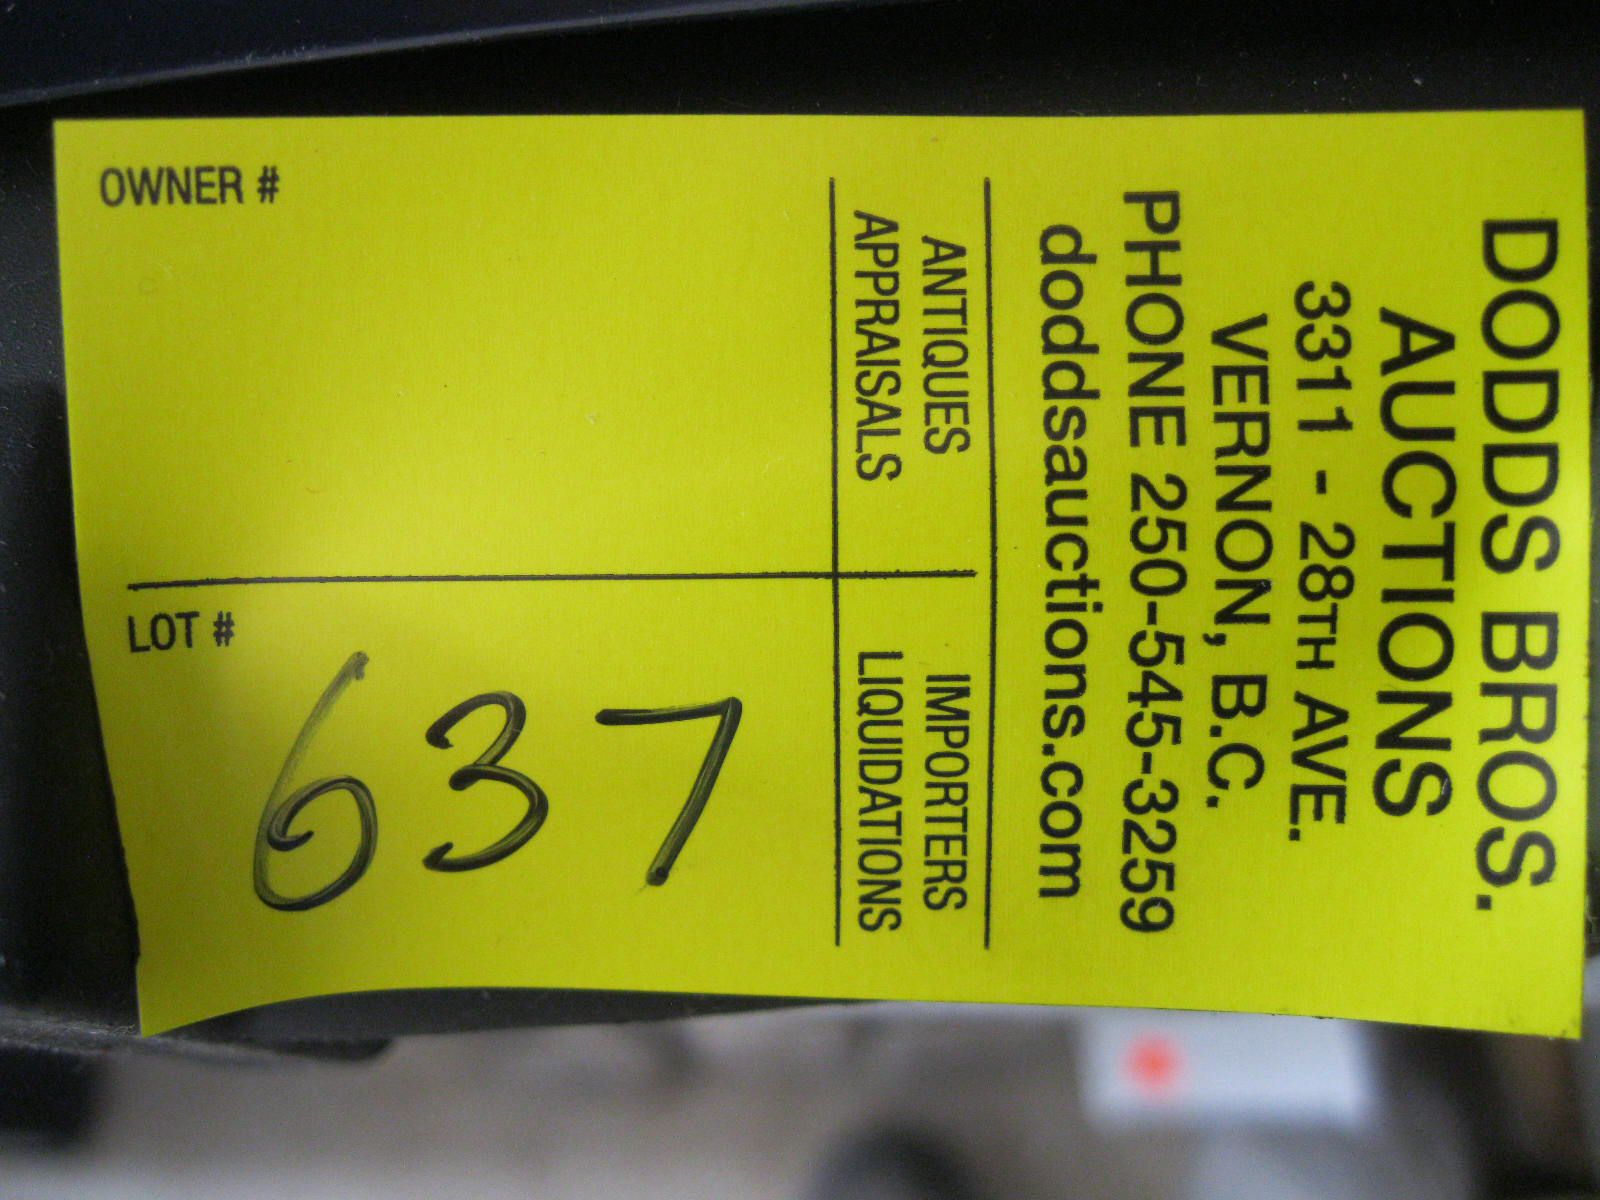 DODDS BROS.
AUCTIONS
3311 - 28TH AVE.
VERNON, B.C.
PHONE 250-545-3259
doddsauctions.com
ANTIQUES
APPRAISALS
IMPORTERS
LIQUIDATIONS
OWNER #
LOT #
637